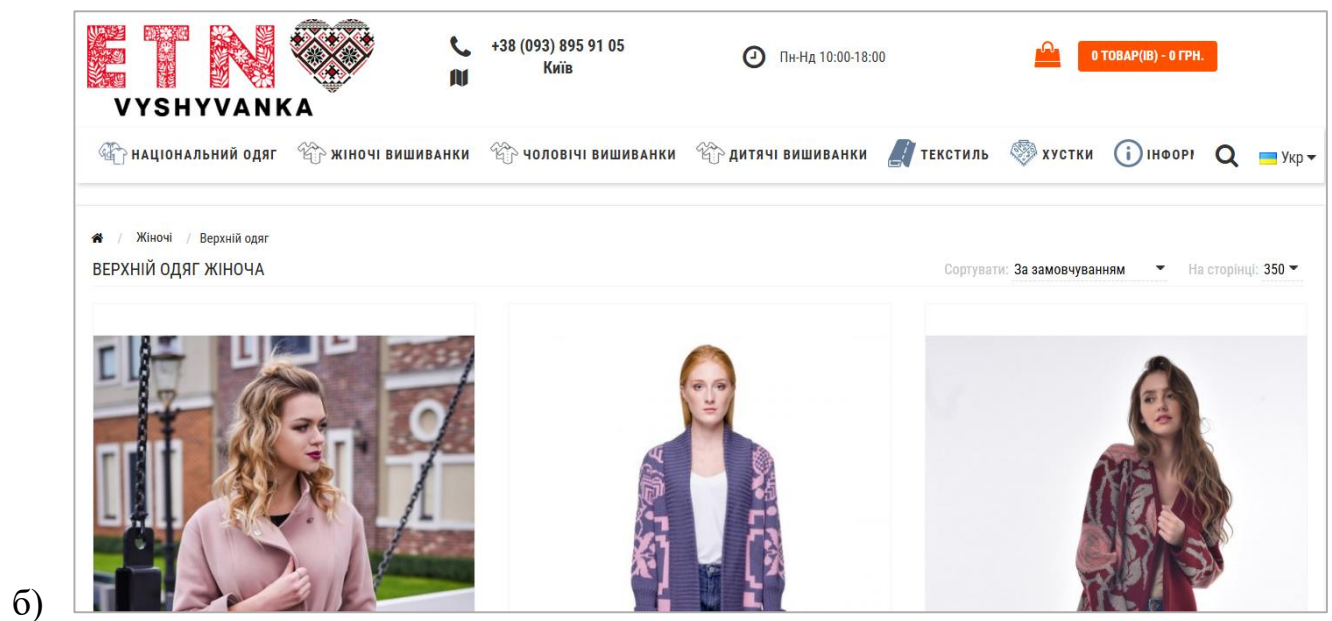 ETN
VYSHYVANKA
+38 (093) 895 91 05
Київ
Пн-Нд 10:00-18:00
0 ТОВАР(ІВ) - 0 ГРН.
НАЦІОНАЛЬНИЙ ОДЯГ ЖІНОЧІ ВИШИВАНКИ ЧОЛОВІЧІ ВИШИВАНКИ ДИТЯЧІ ВИШИВАНКИ ТЕКСТИЛЬ ХУСТКИ ІНФОРМ Укр
/ Жіночі / Верхній одяг
ВЕРХНІЙ ОДЯГ ЖІНОЧА
Сортувати: За замовчуванням На сторінці: 350
б)